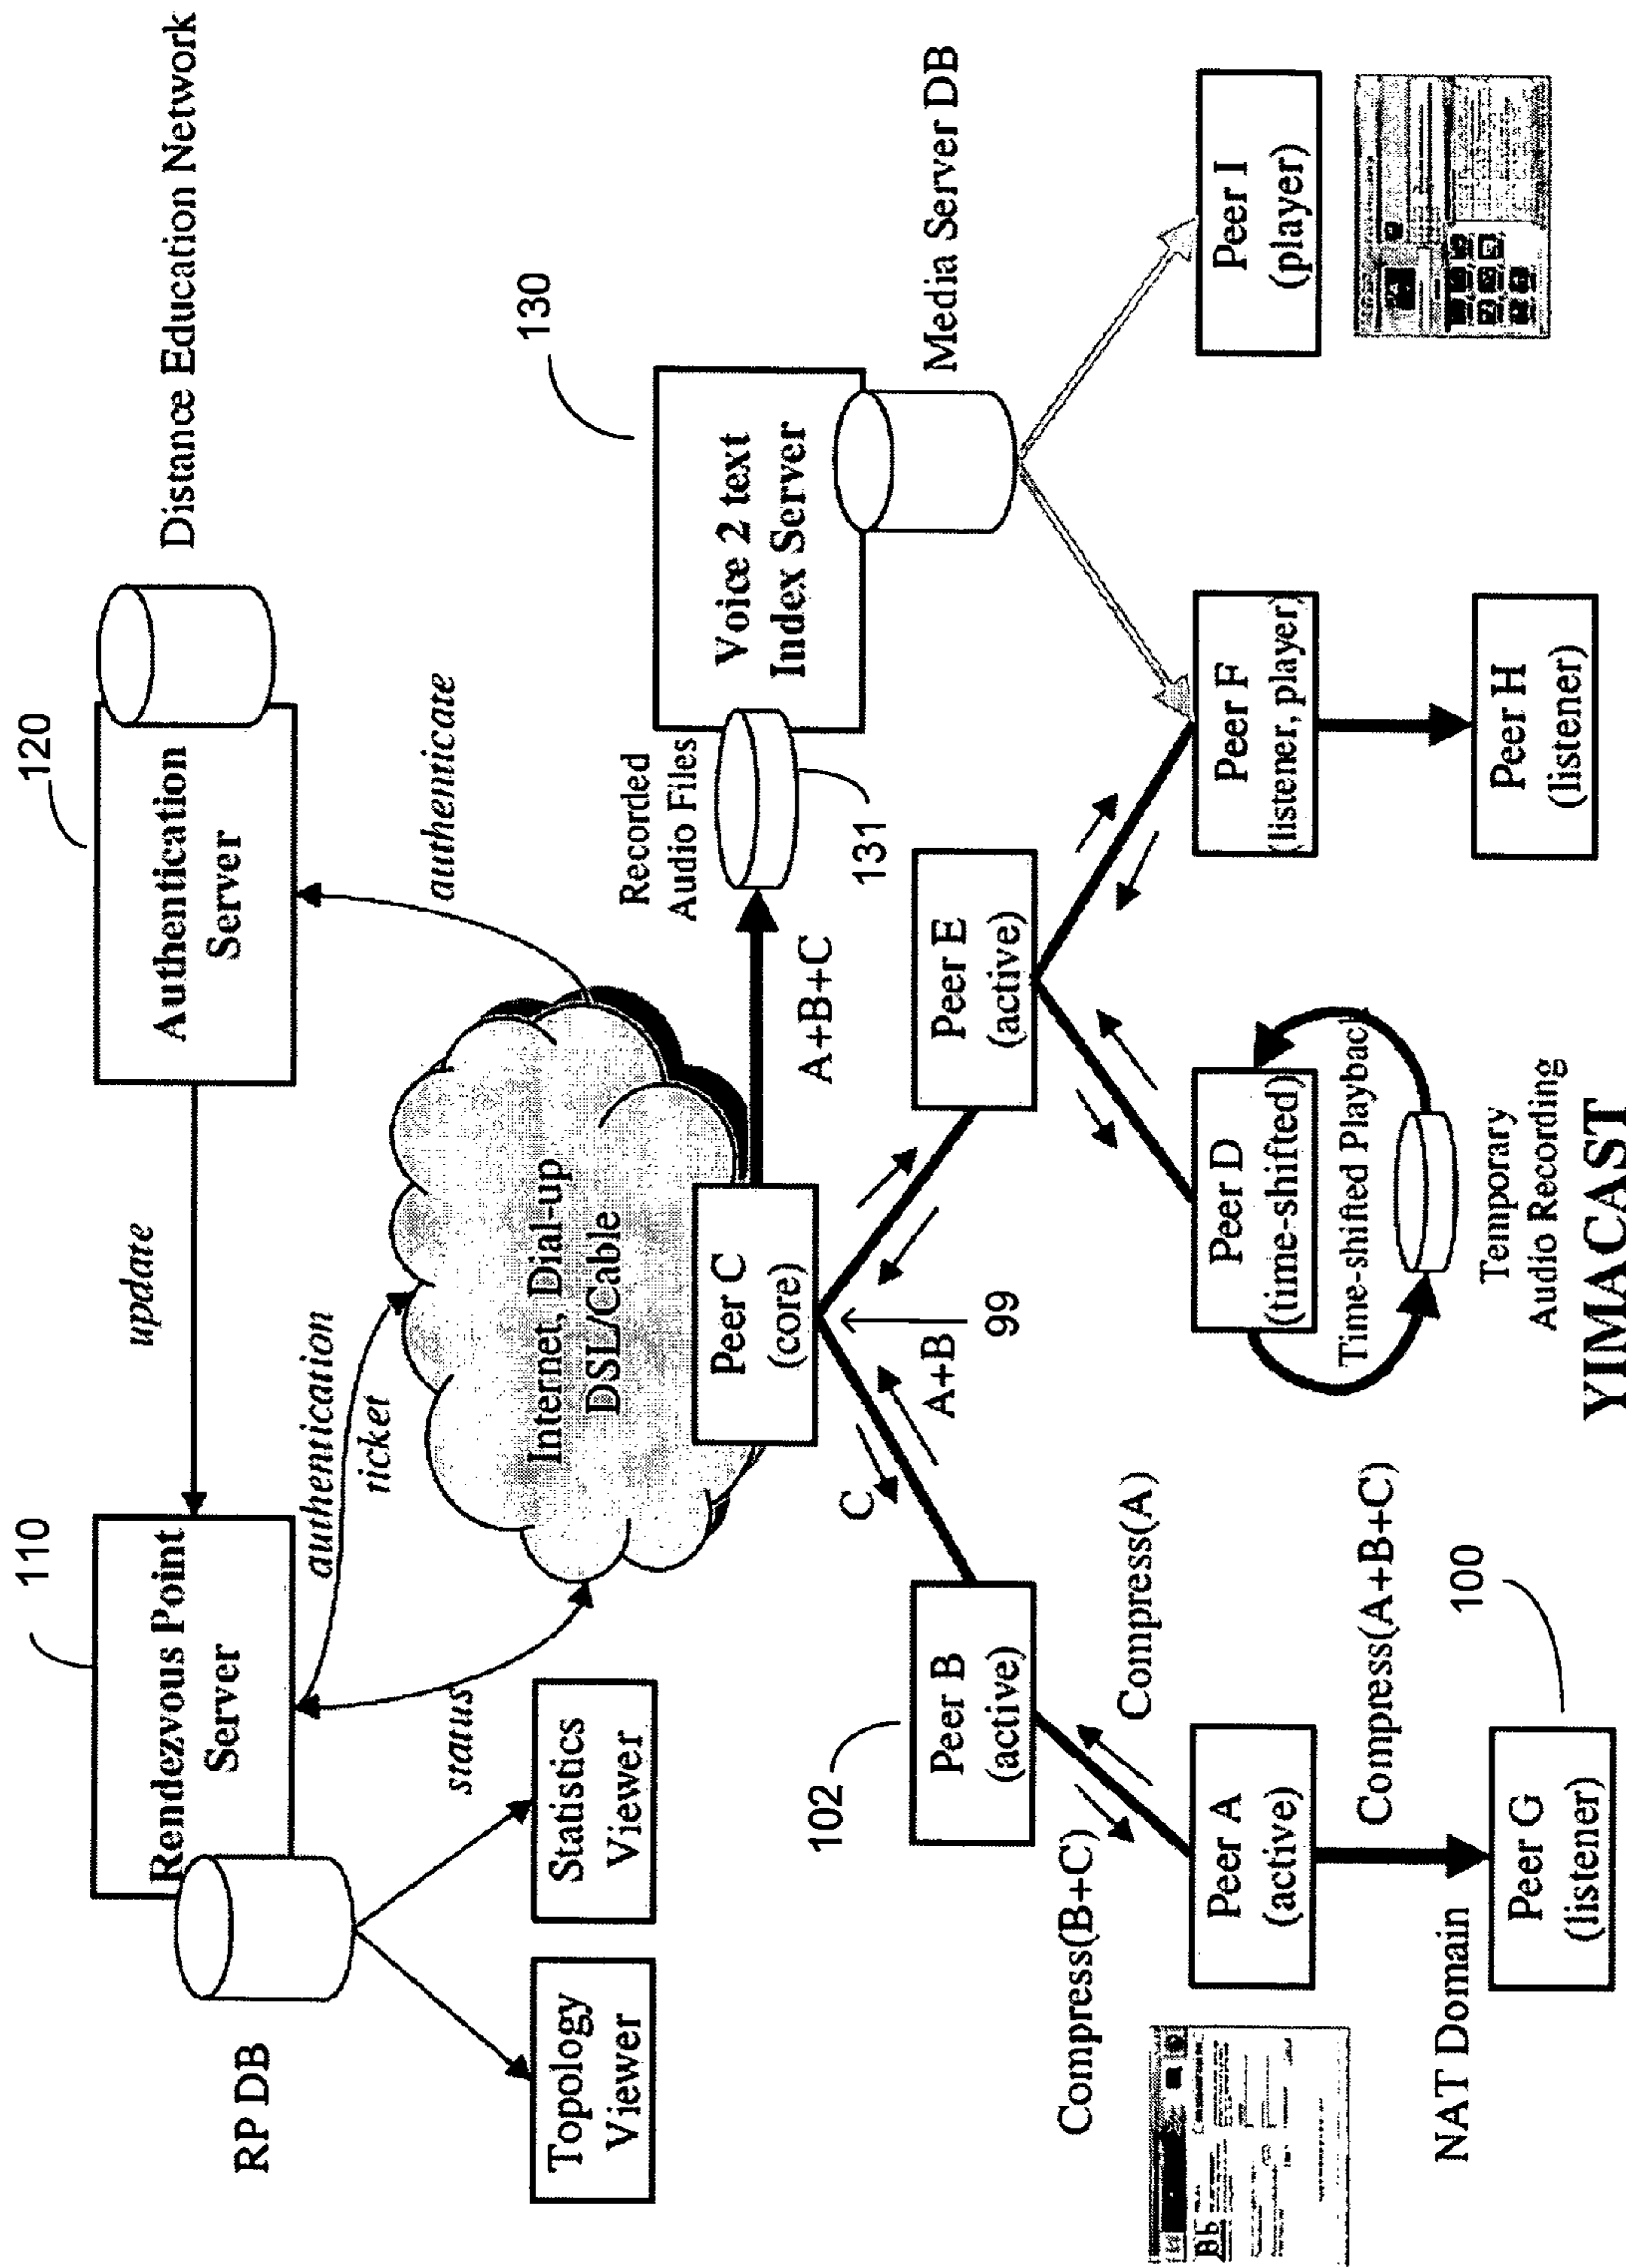 110
120
Distance Education Network
Rendezvous Point
Server
update
Authentication
Server
RP DB
authentication
ticket
authenticate
status
Topology
Viewer
Statistics
Viewer
Internet, Dial-up
DSL/Cable
130
Recorded
Audio Files
Voice 2 text
Index Server
Peer C
(core)
A+B+C
131
Media Server DB
C
A+B
99
102
Peer B
(active)
Peer E
(active)
Compress(B+C)
Compress(A)
Peer A
(active)
Peer D
(time-shifted)
Peer F
(listener, player)
Peer I
(player)
Bb
Time-shifted Playback
NAT Domain
Compress(A+B+C)
100
Peer G
(listener)
Temporary
Audio Recording
Peer H
(listener)
YIMACAST